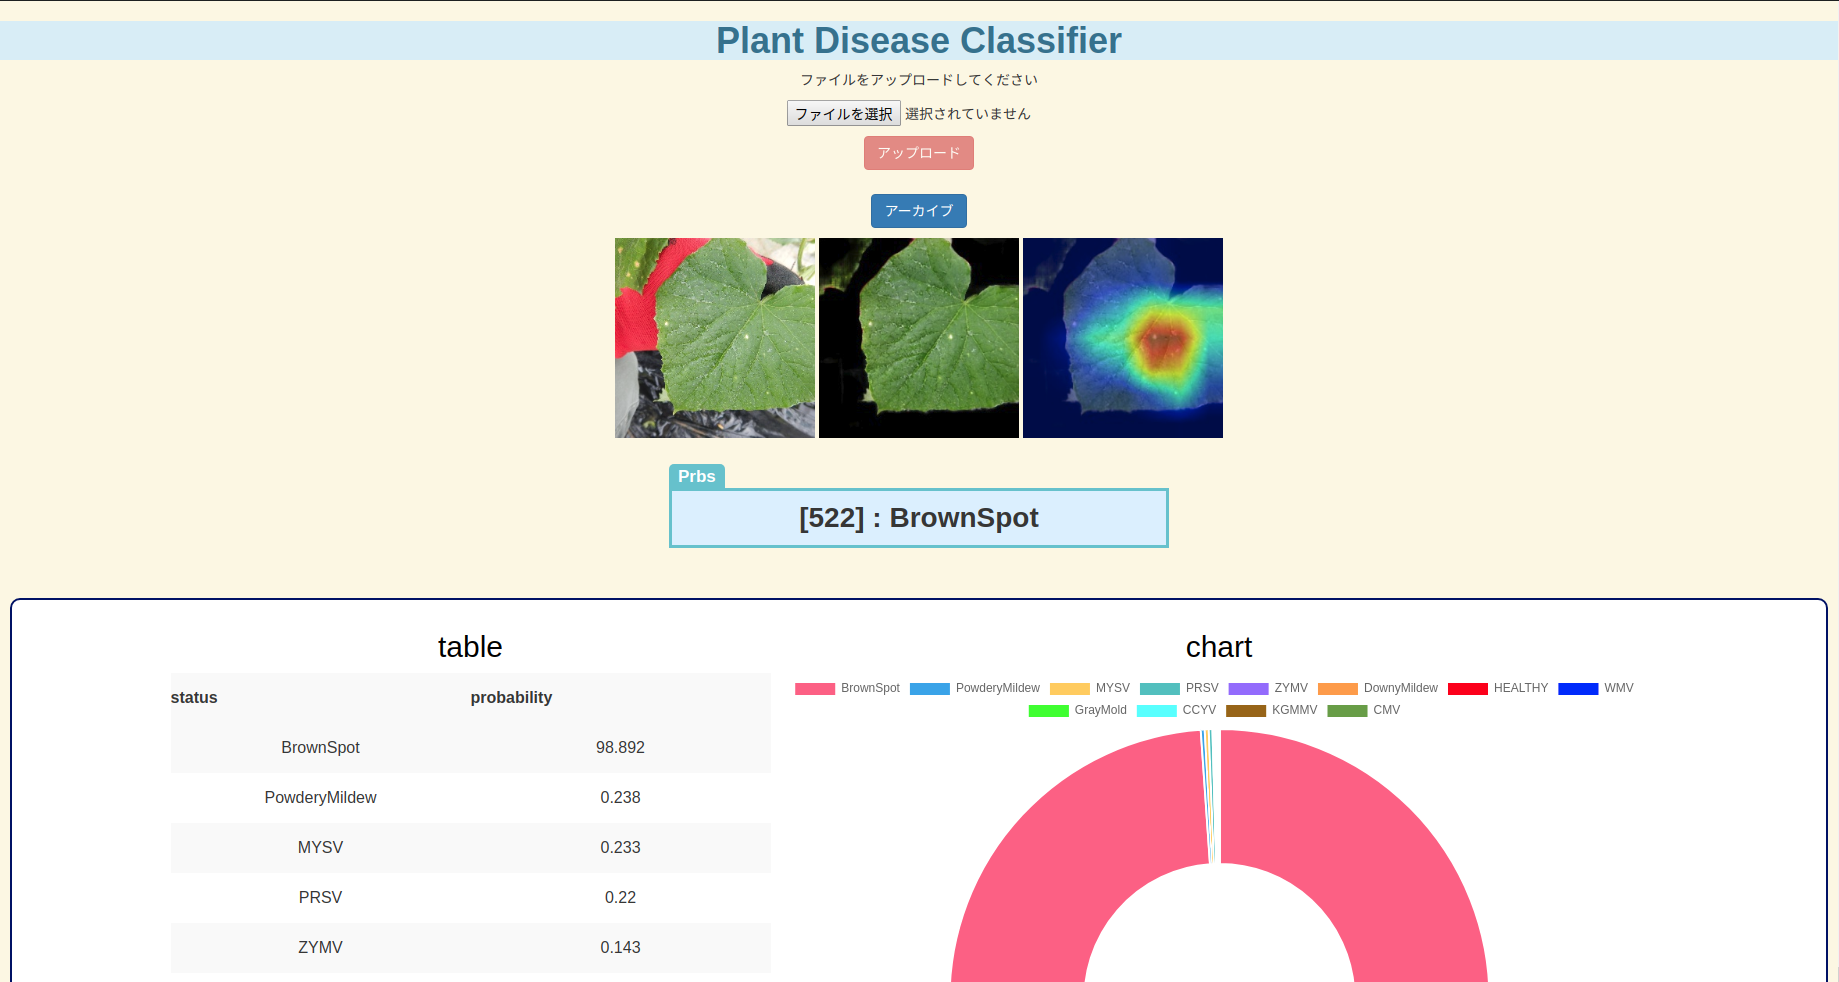 Plant Disease Classifier
ファイルをアップロードしてください
ファイルを選択 選択されていません
アップロード
アーカイブ
Prbs
[522] : BrownSpot
table
status probability
BrownSpot 98.892
PowderyMildew 0.238
MYSV 0.233
PRSV 0.22
ZYMV 0.143
chart
BrownSpot PowderyMildew MYSV PRSV ZYMV DownyMildew HEALTHY WMV
GrayMold CCYV KGMMV CMV